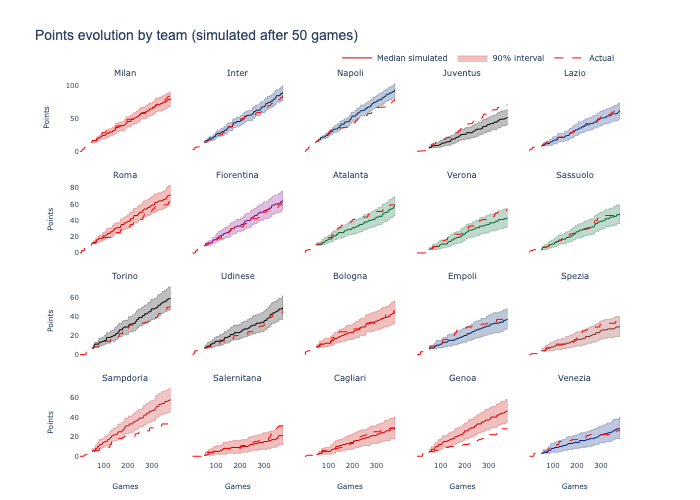 Points evolution by team (simulated after 50 games)
Median simulated 90% interval Actual
Milan Inter Napoli Juventus Lazio
100
50
0
Points
Roma Fiorentina Atalanta Verona Sassuolo
80
60
40
20
0
Points
Torino Udinese Bologna Empoli Spezia
60
40
20
0
Points
Sampdoria Salernitana Cagliari Genoa Venezia
60
40
20
0
Points
100 200 300 100 200 300 100 200 300 100 200 300 100 200 300
Games Games Games Games Games